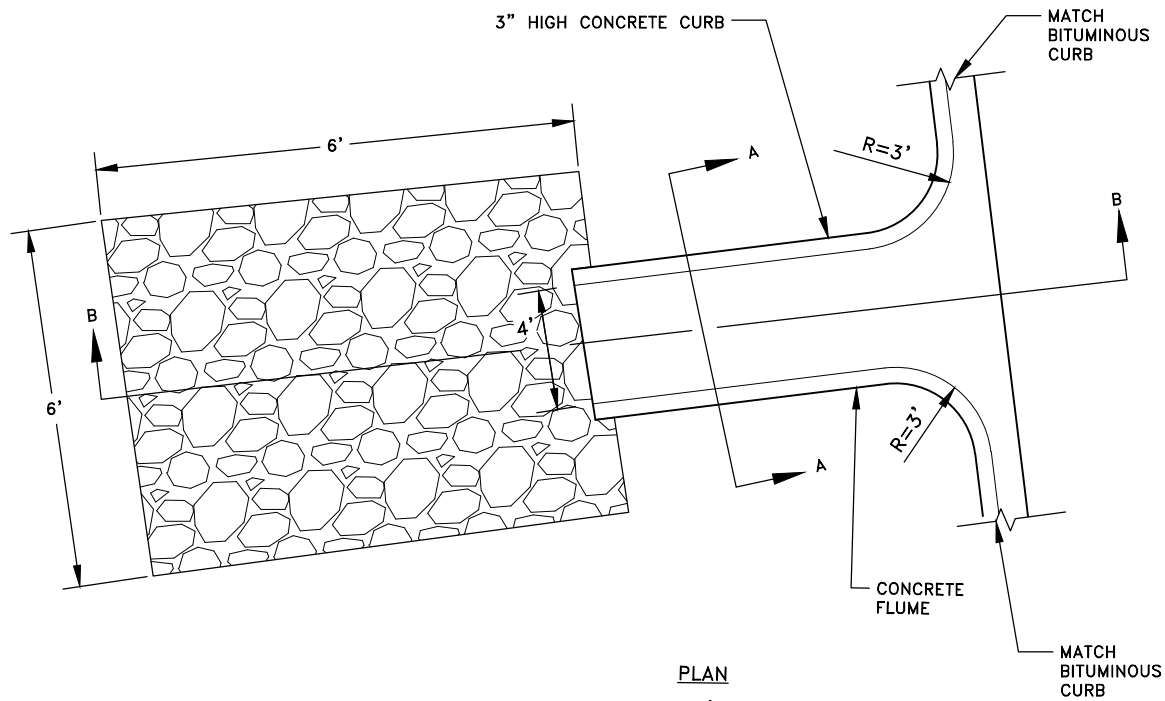 3” HIGH CONCRETE CURB
MATCH
BITUMINOUS
CURB
6’
A
R=3’
B
B
4’
6’
R=3’
A
CONCRETE
FLUME
MATCH
BITUMINOUS
CURB
PLAN